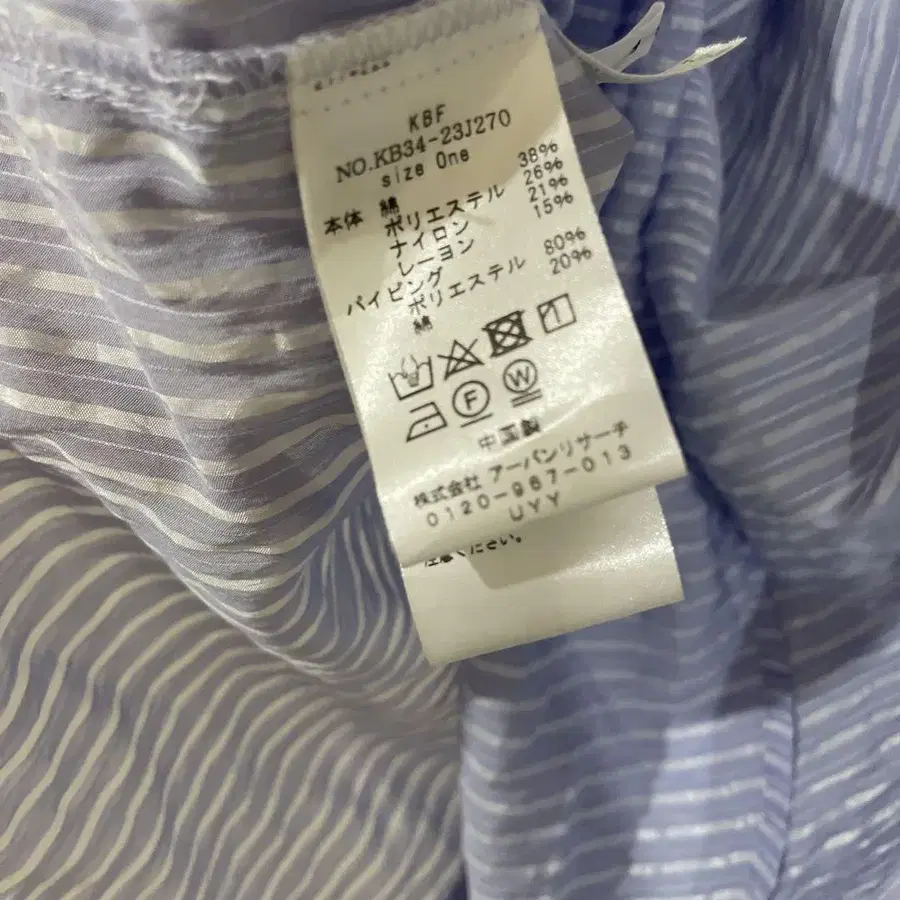 KBF
NO.KB34-23J270
size One
本体 綿 38%
ポリエステル 26%
ナイロン 21%
レーヨン 15%
パイピング
ポリエステル 80%
綿 20%
1
F W
中国製
株式会社 アーバンリサーチ
0120-967-013
UYY
注意ください。